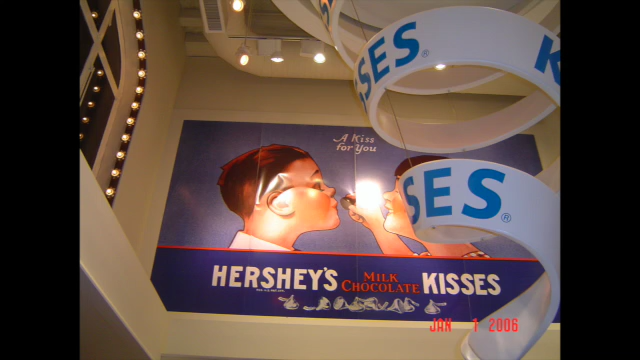 SES®
K
A Kiss
for You
SES®
HERSHEY'S MILK CHOCOLATE KISSES
JAN 1 2006